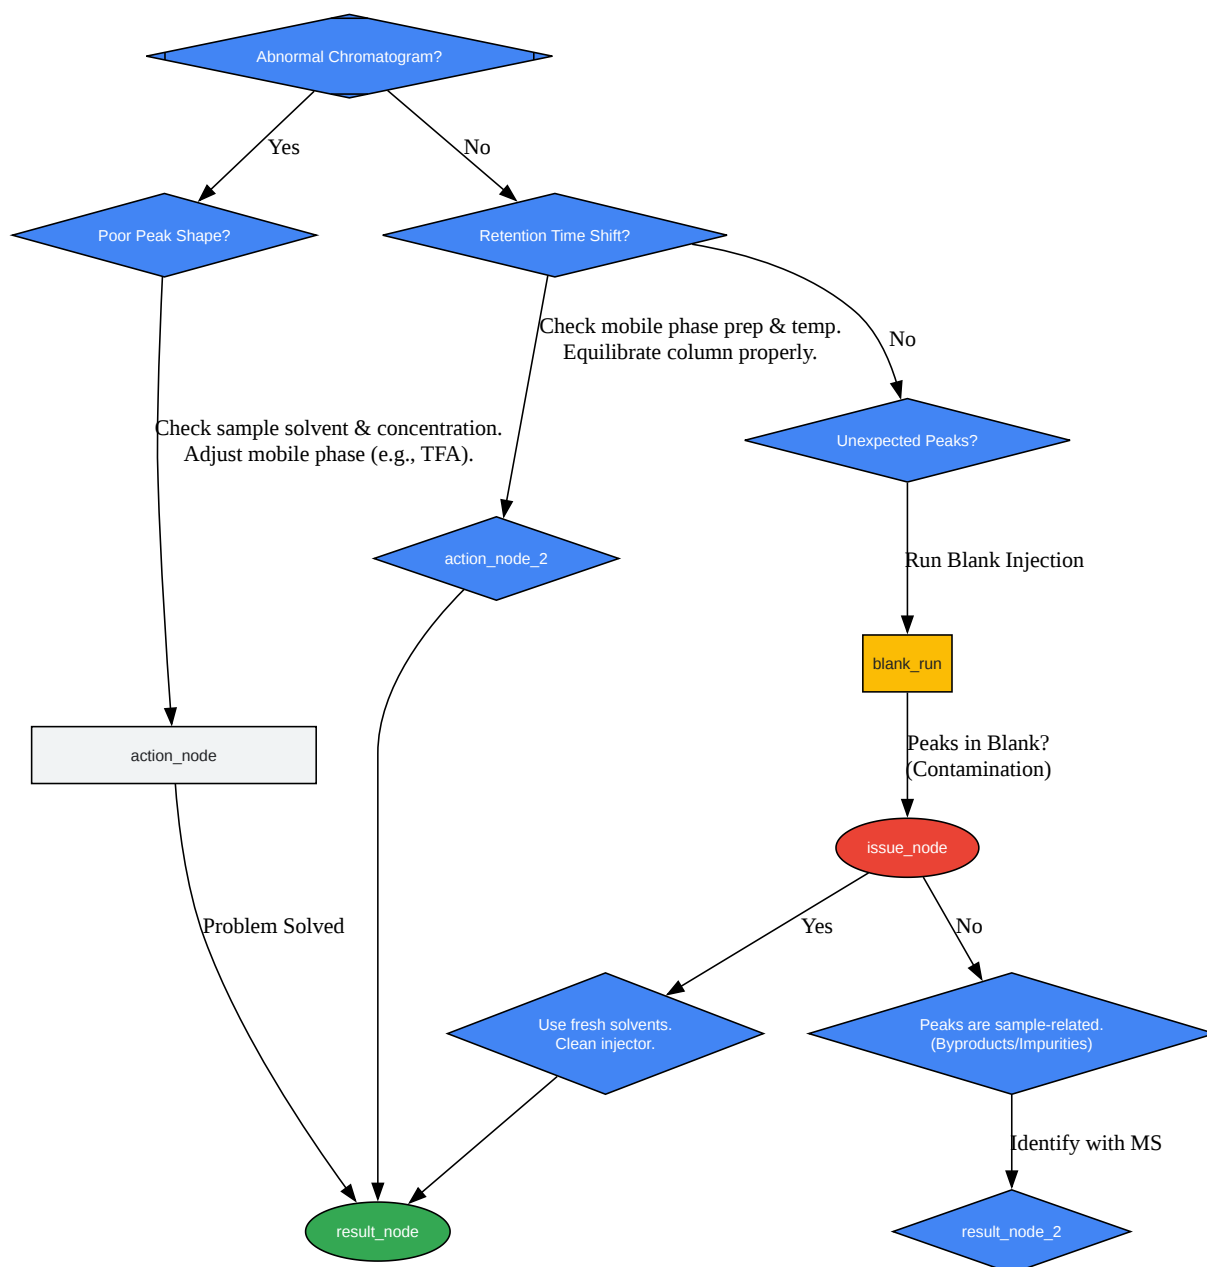 Abnormal Chromatogram?
Yes
No
Poor Peak Shape?
Retention Time Shift?
Check mobile phase prep & temp.
Equilibrate column properly.
No
Check sample solvent & concentration.
Adjust mobile phase (e.g., TFA).
Unexpected Peaks?
action_node_2
Run Blank Injection
blank_run
action_node
Peaks in Blank?
(Contamination)
issue_node
Problem Solved
Yes
No
Use fresh solvents.
Clean injector.
Peaks are sample-related.
(Byproducts/Impurities)
Identify with MS
result_node
result_node_2